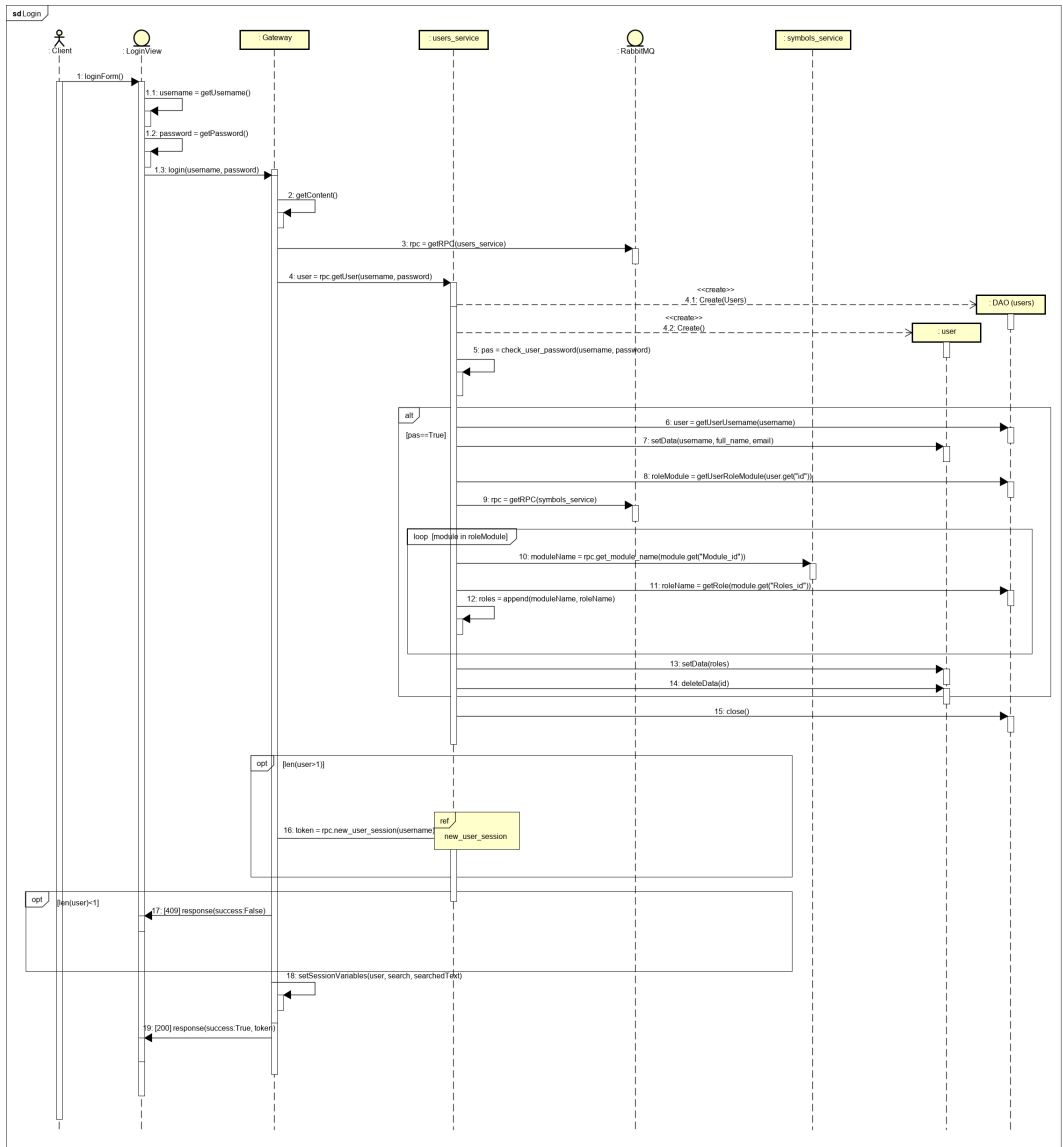 sd Login
: Client
: LoginView
: Gateway
: users_service
: RabbitMQ
: symbols_service
1: loginForm()
1.1: username = getUsername()
1.2: password = getPassword()
1.3: login(username, password)
2: getContent()
3: rpc = getRPC(users_service)
4: user = rpc.getUser(username, password)
<<create>>
4.1: Create(Users)
: DAO (users)
<<create>>
4.2: Create()
: user
5: pas = check_user_password(username, password)
alt
[pas==True]
6: user = getUserUsername(username)
7: setData(username, full_name, email)
8: roleModule = getUserRoleModule(user.get("id"))
9: rpc = getRPC(symbols_service)
loop [module in roleModule]
10: moduleName = rpc.get_module_name(module.get("Module_id"))
11: roleName = getRole(module.get("Roles_id"))
12: roles = append(moduleName, roleName)
13: setData(roles)
14: deleteData(id)
15: close()
opt
[len(user>1)]
ref
16: token = rpc.new_user_session(username)
new_user_session
opt
[len(user)<1]
17: [409] response(success:False)
18: setSessionVariables(user, search, searchedText)
19: [200] response(success:True, token)